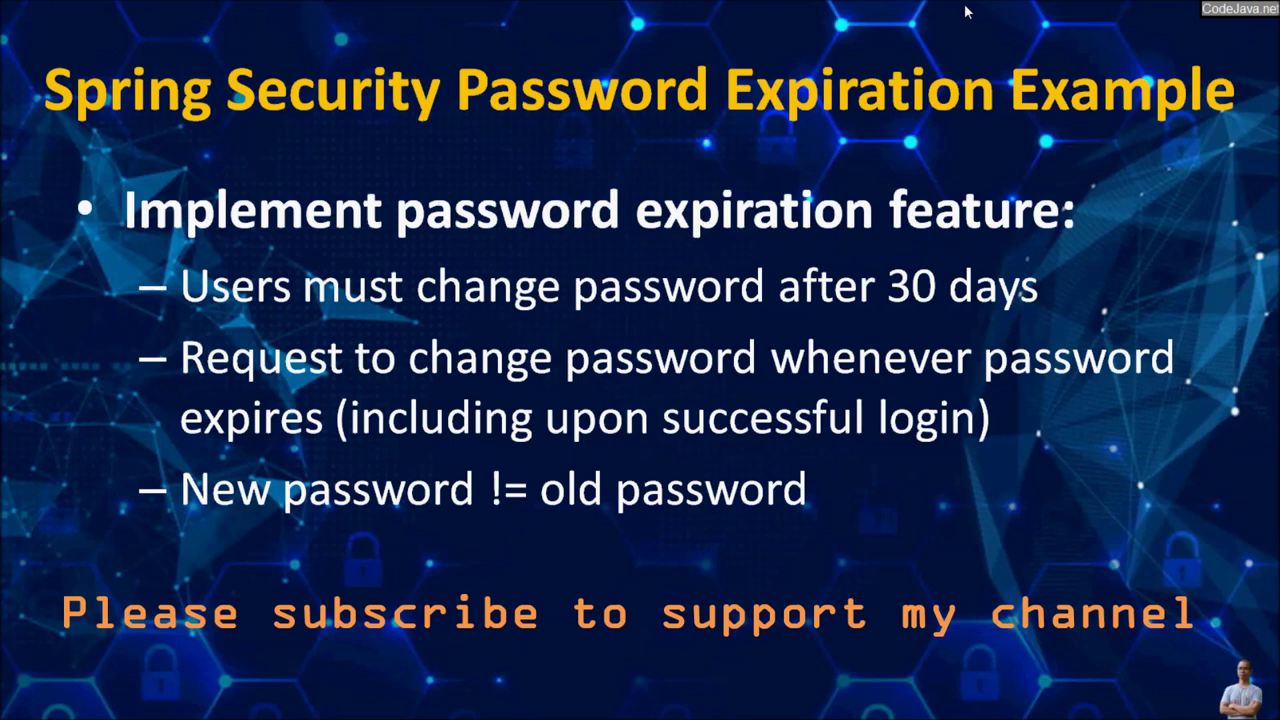 CodeJava.net
Spring Security Password Expiration Example
• Implement password expiration feature:
– Users must change password after 30 days
– Request to change password whenever password
expires (including upon successful login)
– New password != old password
Please subscribe to support my channel